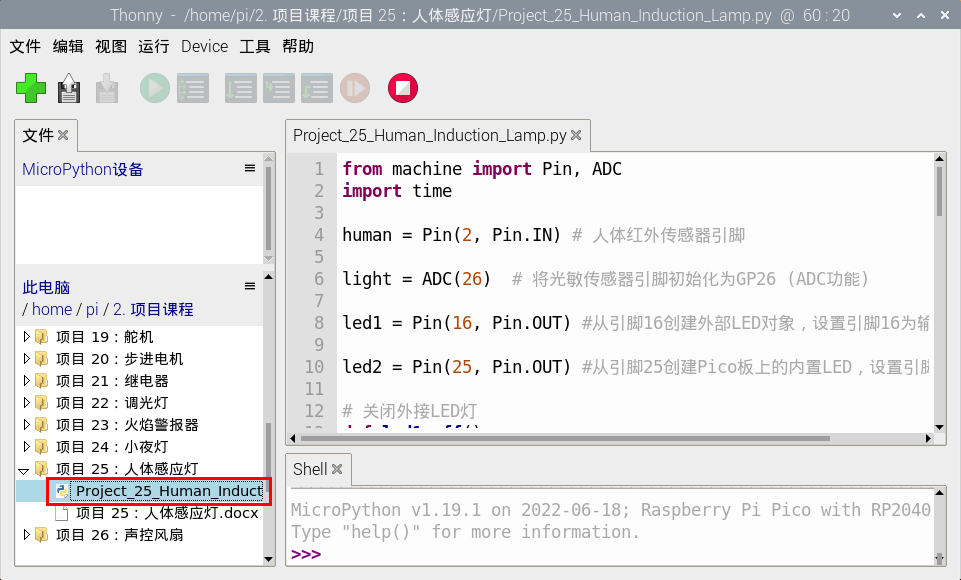 Thonny - /home/pi/2. 项目课程/项目 25：人体感应灯/Project_25_Human_Induction_Lamp.py @ 60 : 20
文件 编辑 视图 运行 Device 工具 帮助
文件
MicroPython设备
此电脑
/ home / pi / 2. 项目课程
项目 19：舵机
项目 20：步进电机
项目 21：继电器
项目 22：调光灯
项目 23：火焰警报器
项目 24：小夜灯
项目 25：人体感应灯
Project_25_Human_Induct
项目 25：人体感应灯.docx
项目 26：声控风扇
Project_25_Human_Induction_Lamp.py
1 from machine import Pin, ADC
2 import time
3
4 human = Pin(2, Pin.IN) # 人体红外传感器引脚
5
6 light = ADC(26)  # 将光敏传感器引脚初始化为GP26 (ADC功能)
7
8 led1 = Pin(16, Pin.OUT) #从引脚16创建外部LED对象，设置引脚16为输
9
10 led2 = Pin(25, Pin.OUT) #从引脚25创建Pico板上的内置LED，设置引脚
11
12 # 关闭外接LED灯
Shell
MicroPython v1.19.1 on 2022-06-18; Raspberry Pi Pico with RP2040
Type "help()" for more information.
>>>